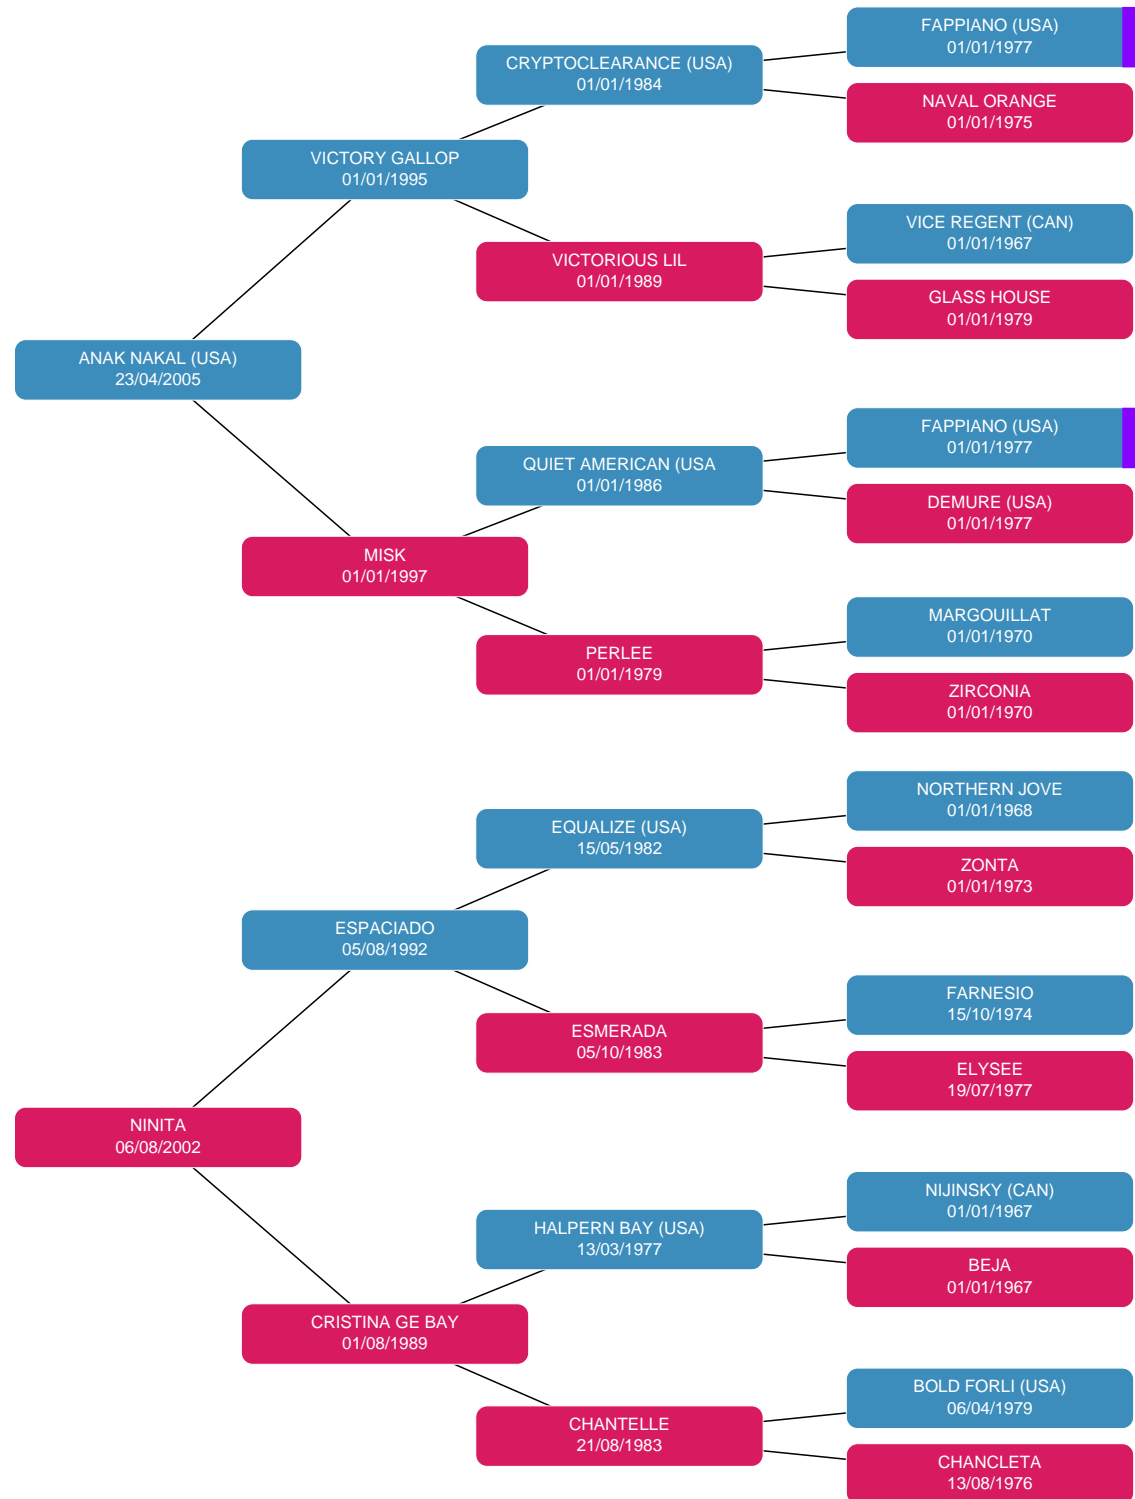 FAPPIANO (USA)
01/01/1977
CRYPTOCLEARANCE (USA)
01/01/1984
NAVAL ORANGE
01/01/1975
VICTORY GALLOP
01/01/1995
VICE REGENT (CAN)
01/01/1967
VICTORIOUS LIL
01/01/1989
GLASS HOUSE
01/01/1979
ANAK NAKAL (USA)
23/04/2005
FAPPIANO (USA)
01/01/1977
QUIET AMERICAN (USA
01/01/1986
DEMURE (USA)
01/01/1977
MISK
01/01/1997
MARGOUILLAT
01/01/1970
PERLEE
01/01/1979
ZIRCONIA
01/01/1970
NORTHERN JOVE
01/01/1968
EQUALIZE (USA)
15/05/1982
ZONTA
01/01/1973
ESPACIADO
05/08/1992
FARNESIO
15/10/1974
ESMERADA
05/10/1983
ELYSEE
19/07/1977
NINITA
06/08/2002
NIJINSKY (CAN)
01/01/1967
HALPERN BAY (USA)
13/03/1977
BEJA
01/01/1967
CRISTINA GE BAY
01/08/1989
BOLD FORLI (USA)
06/04/1979
CHANTELLE
21/08/1983
CHANCLETA
13/08/1976